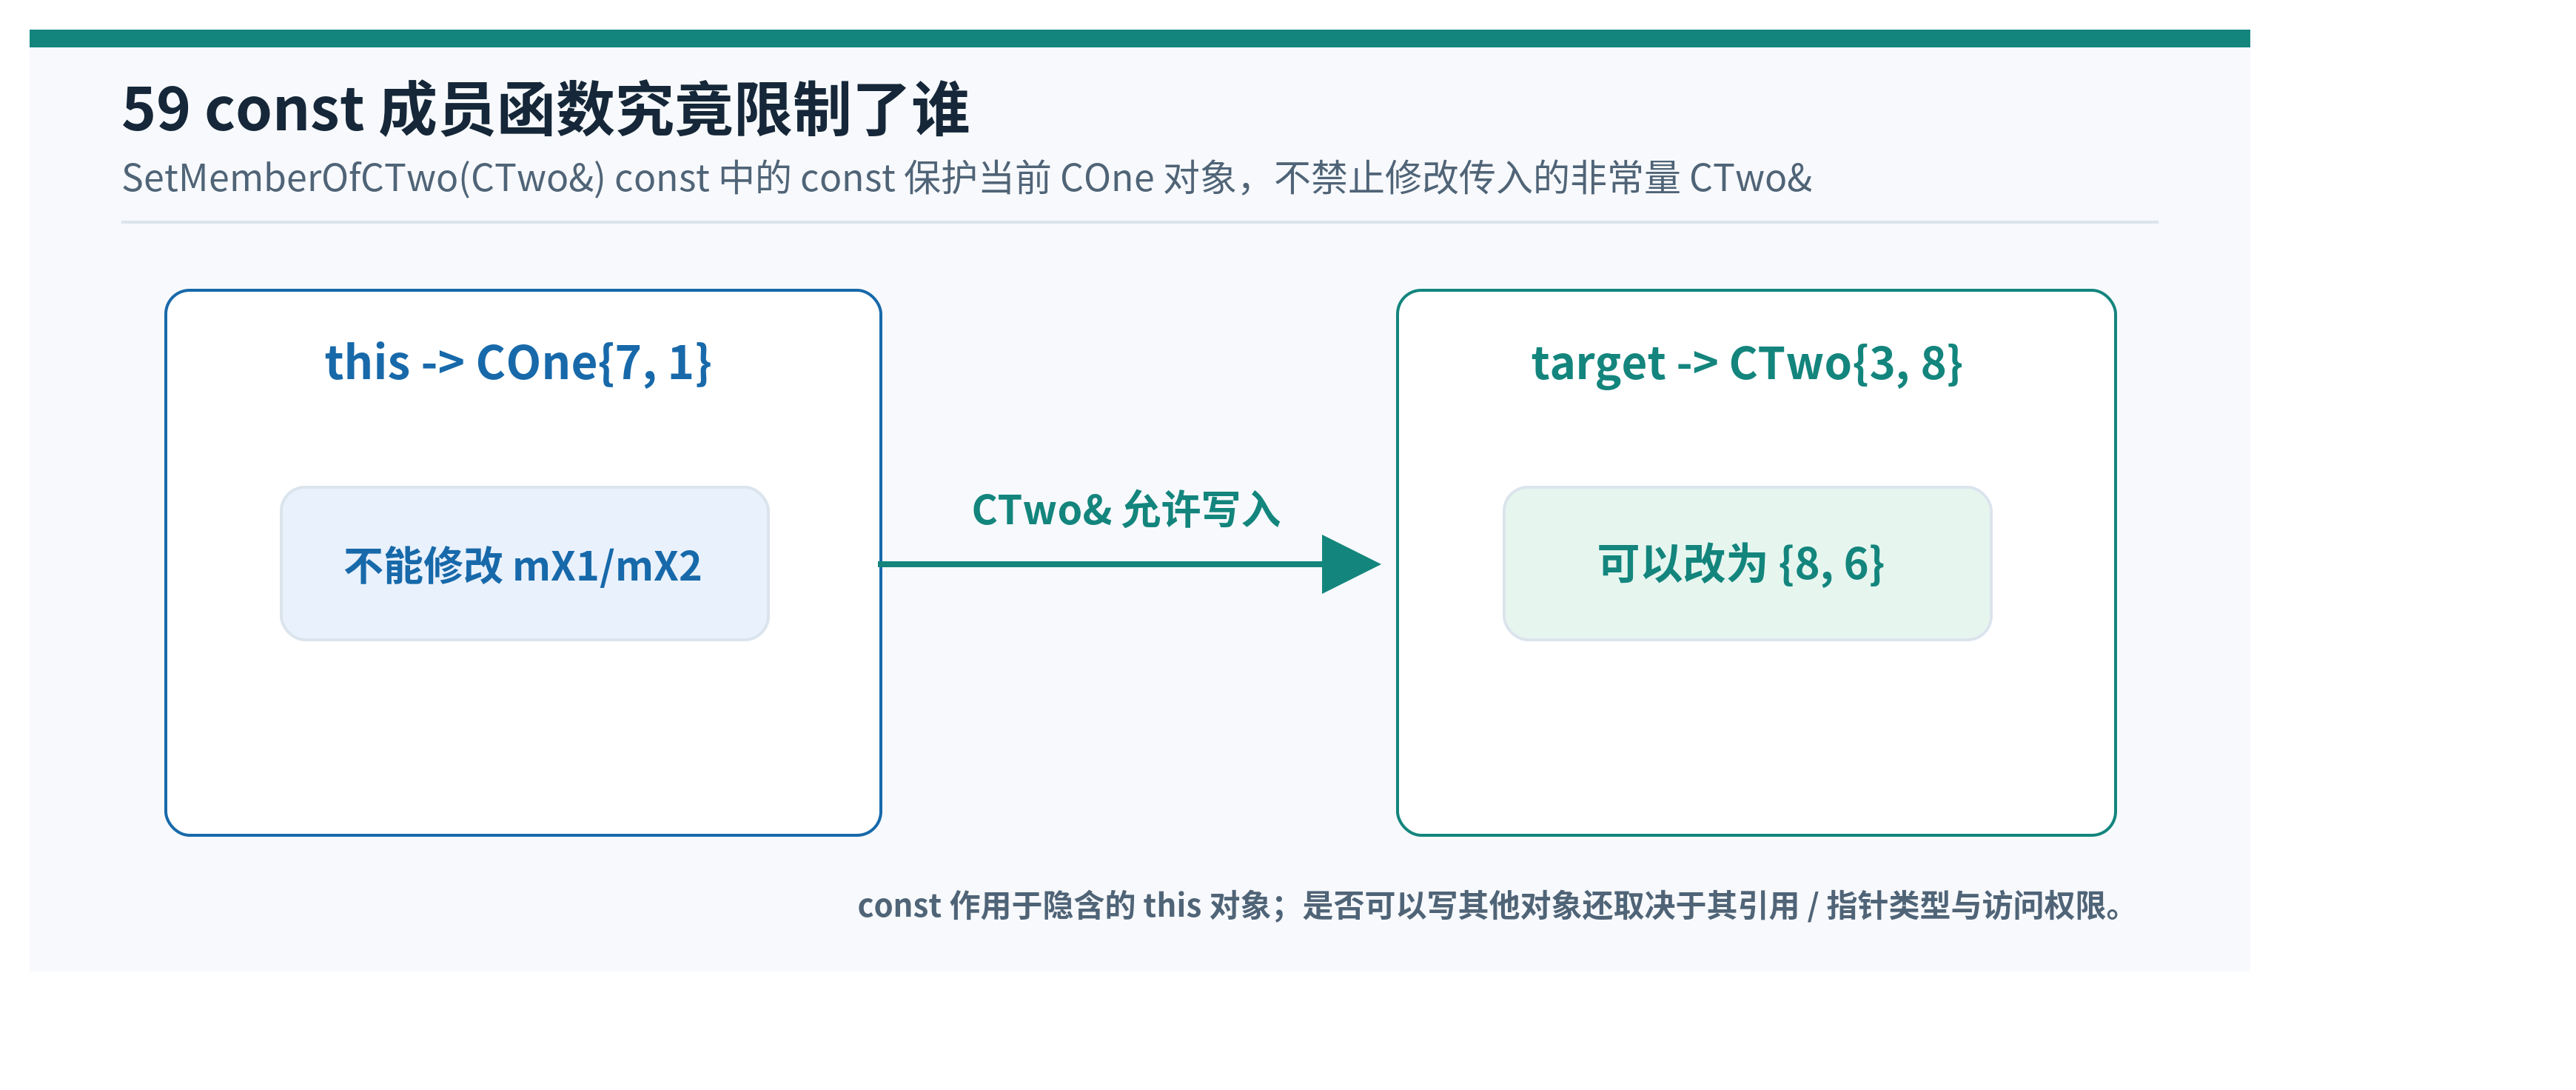 59 const 成员函数究竟限制了谁
SetMemberOfCTwo(CTwo&) const 中的 const 保护当前 COne 对象，不禁止修改传入的非常量 CTwo&
this -> COne{7, 1}
target -> CTwo{3, 8}
CTwo& 允许写入
不能修改 mX1/mX2
可以改为 {8, 6}
const 作用于隐含的 this 对象；是否可以写其他对象还取决于其引用 / 指针类型与访问权限。